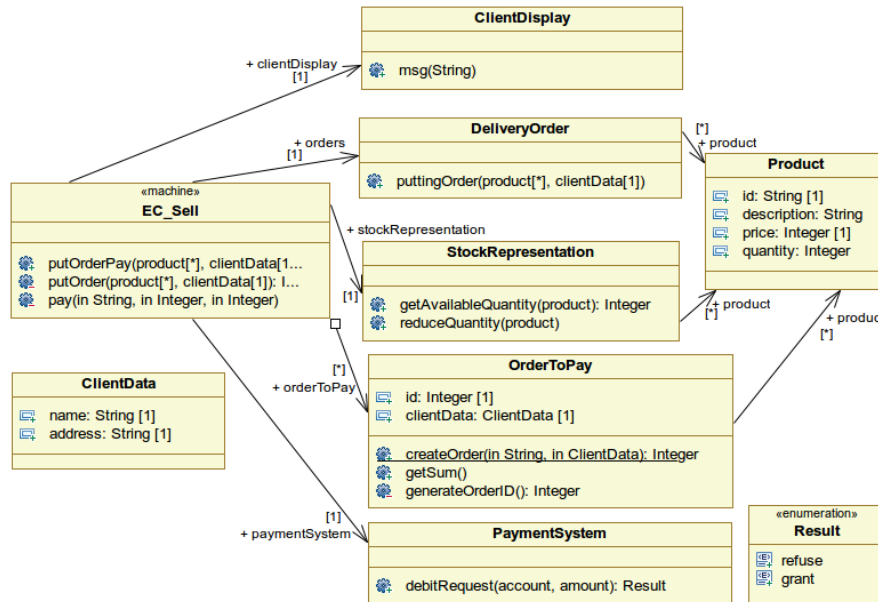 ClientDisplay
msg(String)
+ clientDisplay
[1]
DeliveryOrder
puttingOrder(product[*], clientData[1])
+ orders
[1]
[*]
+ product
Product
id: String [1]
description: String
price: Integer [1]
quantity: Integer
«machine»
EC_Sell
putOrderPay(product[*], clientData[1...
putOrder(product[*], clientData[1]): I...
pay(in String, in Integer, in Integer)
+ stockRepresentation
[1]
StockRepresentation
getAvailableQuantity(product): Integer
reduceQuantity(product)
+ product
[*]
+ product
[*]
[*]
+ orderToPay
OrderToPay
id: Integer [1]
clientData: ClientData [1]
createOrder(in String, in ClientData): Integer
getSum()
generateOrderID(): Integer
ClientData
name: String [1]
address: String [1]
[1]
+ paymentSystem
PaymentSystem
debitRequest(account, amount): Result
«enumeration»
Result
refuse
grant